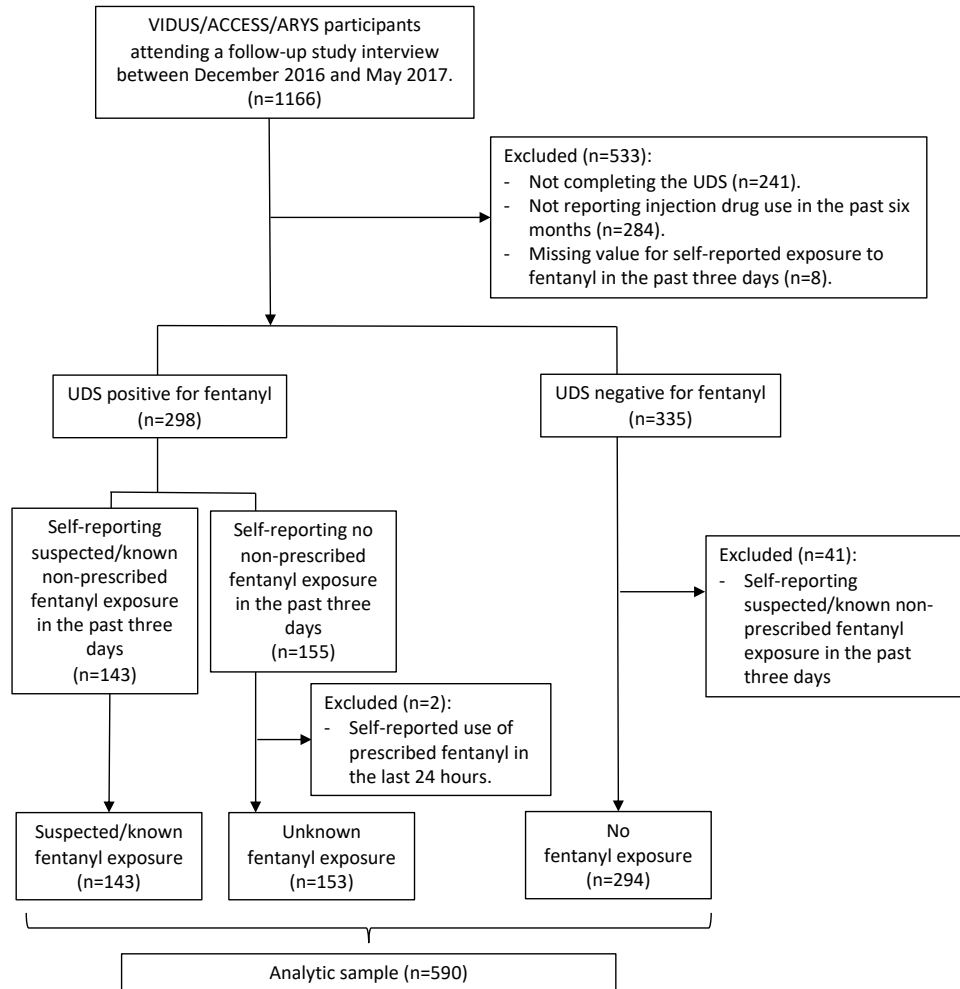 VIDUS/ACCESS/ARYS participants
attending a follow-up study interview
between December 2016 and May 2017.
(n=1166)
Excluded (n=533):
- Not completing the UDS (n=241).
- Not reporting injection drug use in the past six
months (n=284).
- Missing value for self-reported exposure to
fentanyl in the past three days (n=8).
UDS positive for fentanyl
(n=298)
UDS negative for fentanyl
(n=335)
Self-reporting
suspected/known
non-prescribed
fentanyl exposure
in the past three
days
(n=143)
Self-reporting no
non-prescribed
fentanyl exposure
in the past three
days
(n=155)
Excluded (n=41):
- Self-reporting
suspected/known non-
prescribed fentanyl
exposure in the past
three days
Excluded (n=2):
- Self-reported use of
prescribed fentanyl in
the last 24 hours.
Suspected/known
fentanyl exposure
(n=143)
Unknown
fentanyl exposure
(n=153)
No
fentanyl exposure
(n=294)
Analytic sample (n=590)